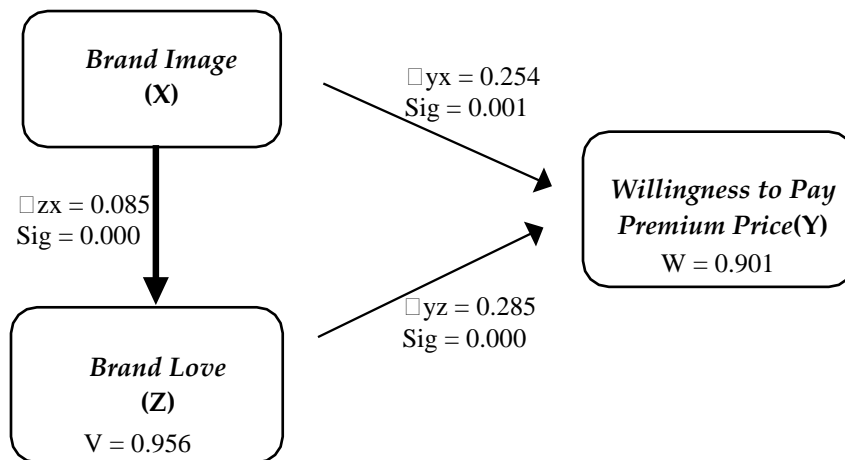 Brand Image
(X)
□yx = 0.254
Sig = 0.001
□zx = 0.085
Sig = 0.000
Willingness to Pay
Premium Price(Y)
W = 0.901
□yz = 0.285
Sig = 0.000
Brand Love
(Z)
V = 0.956